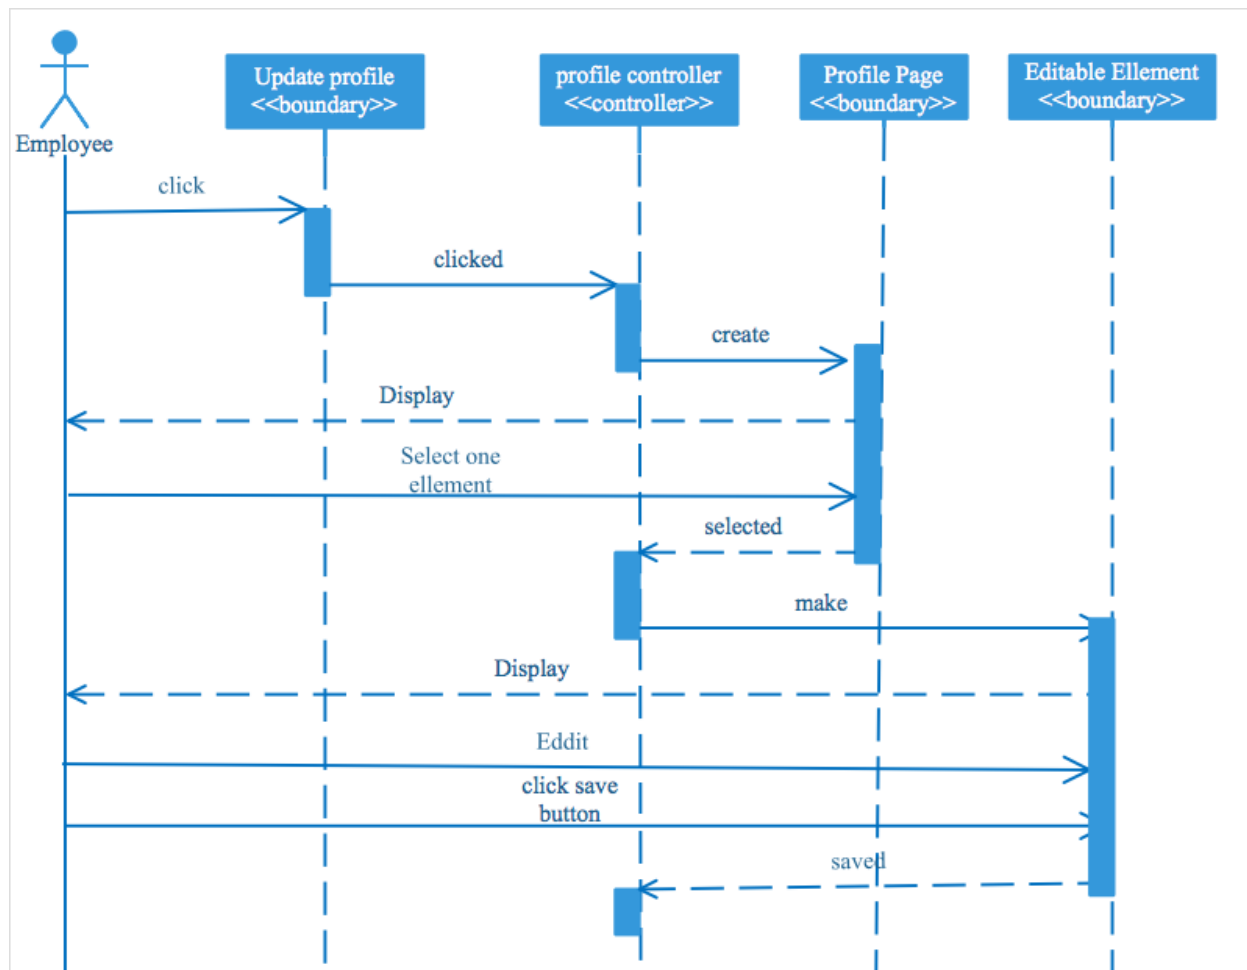 Employee
Update profile
<<boundary>>
profile controller
<<controller>>
Profile Page
<<boundary>>
Editable Ellement
<<boundary>>
click
clicked
create
Display
Select one
ellement
selected
make
Display
Eddit
click save
button
saved